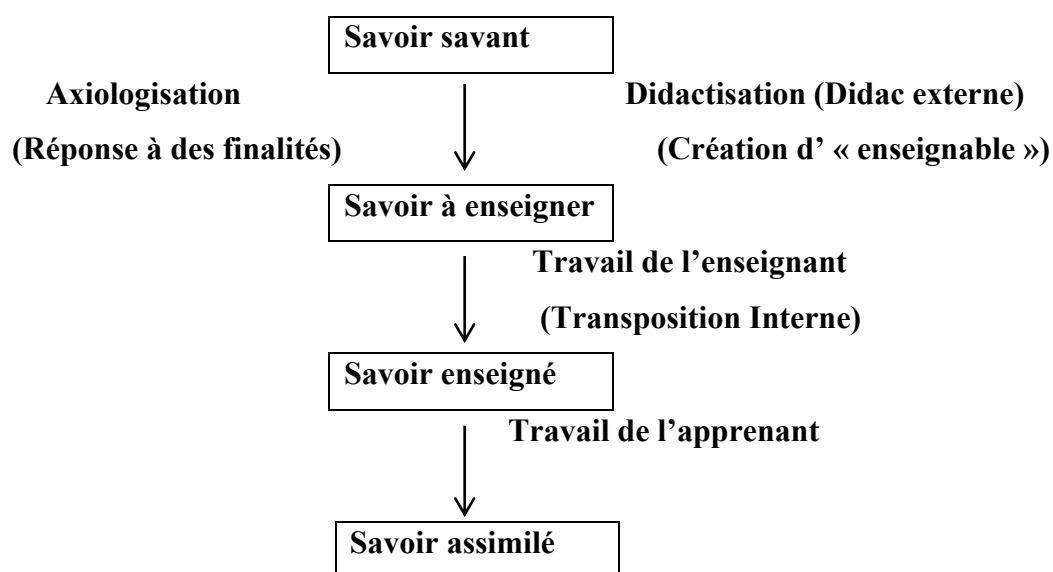 Savoir savant
Axiologisation
Didactisation (Didac externe)
(Réponse à des finalités)
(Création d’ « enseignable »)
Savoir à enseigner
Travail de l’enseignant
(Transposition Interne)
Savoir enseigné
Travail de l’apprenant
Savoir assimilé